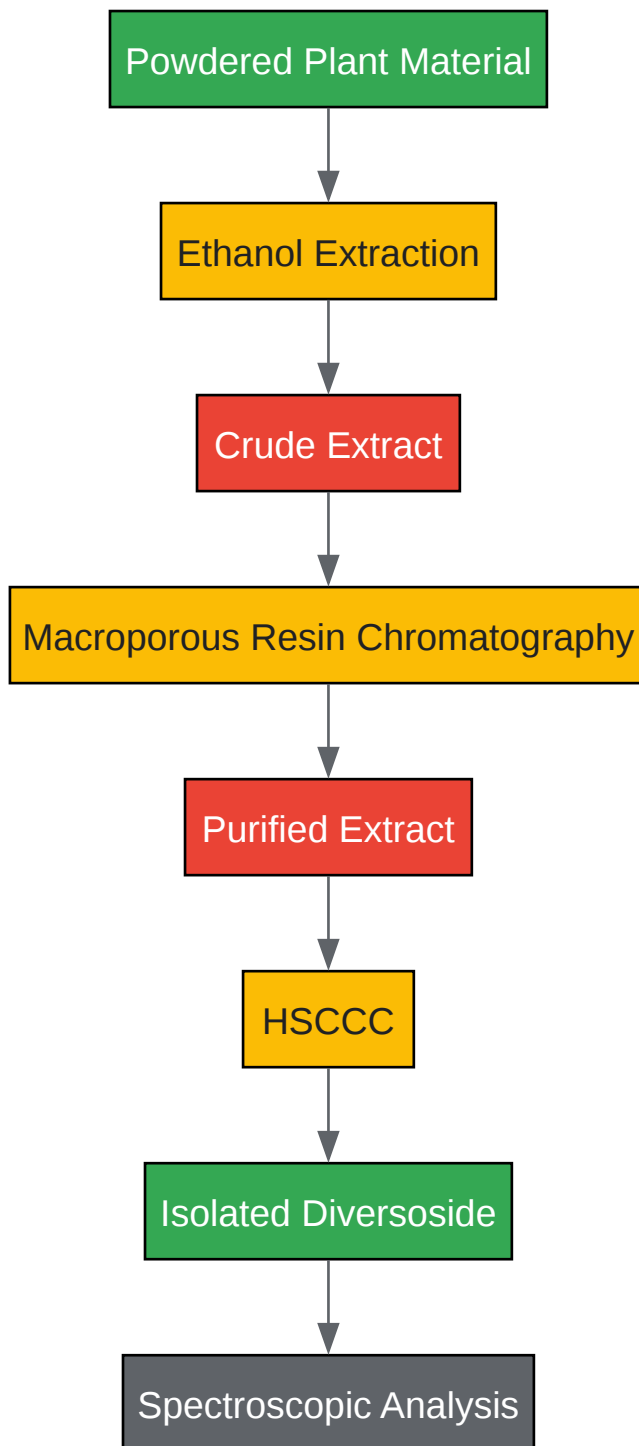 Powdered Plant Material
Ethanol Extraction
Crude Extract
Macroporous Resin Chromatography
Purified Extract
HSCCC
Isolated Diversoside
Spectroscopic Analysis